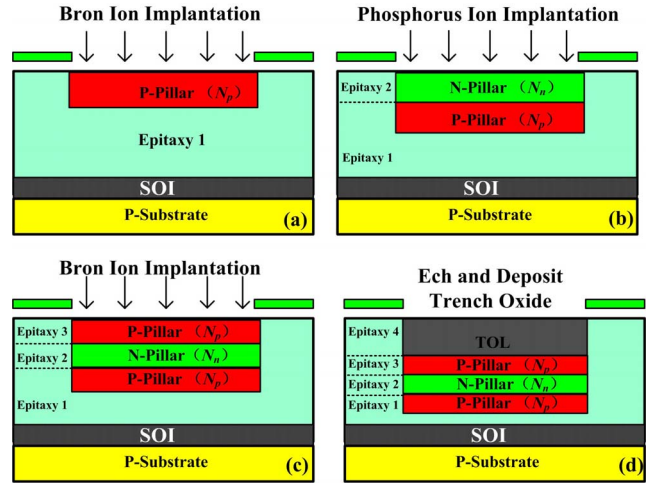 Bron Ion Implantation
P-Pillar（Np）
Epitaxy 1
SOI
P-Substrate
(a)
Phosphorus Ion Implantation
Epitaxy 2
N-Pillar（Nn）
P-Pillar（Np）
Epitaxy 1
SOI
P-Substrate
(b)
Bron Ion Implantation
Epitaxy 3
P-Pillar（Np）
Epitaxy 2
N-Pillar（Nn）
P-Pillar（Np）
Epitaxy 1
SOI
P-Substrate
(c)
Ech and Deposit
Trench Oxide
Epitaxy 4
TOL
Epitaxy 3
P-Pillar（Np）
Epitaxy 2
N-Pillar（Nn）
Epitaxy 1
P-Pillar（Np）
SOI
P-Substrate
(d)